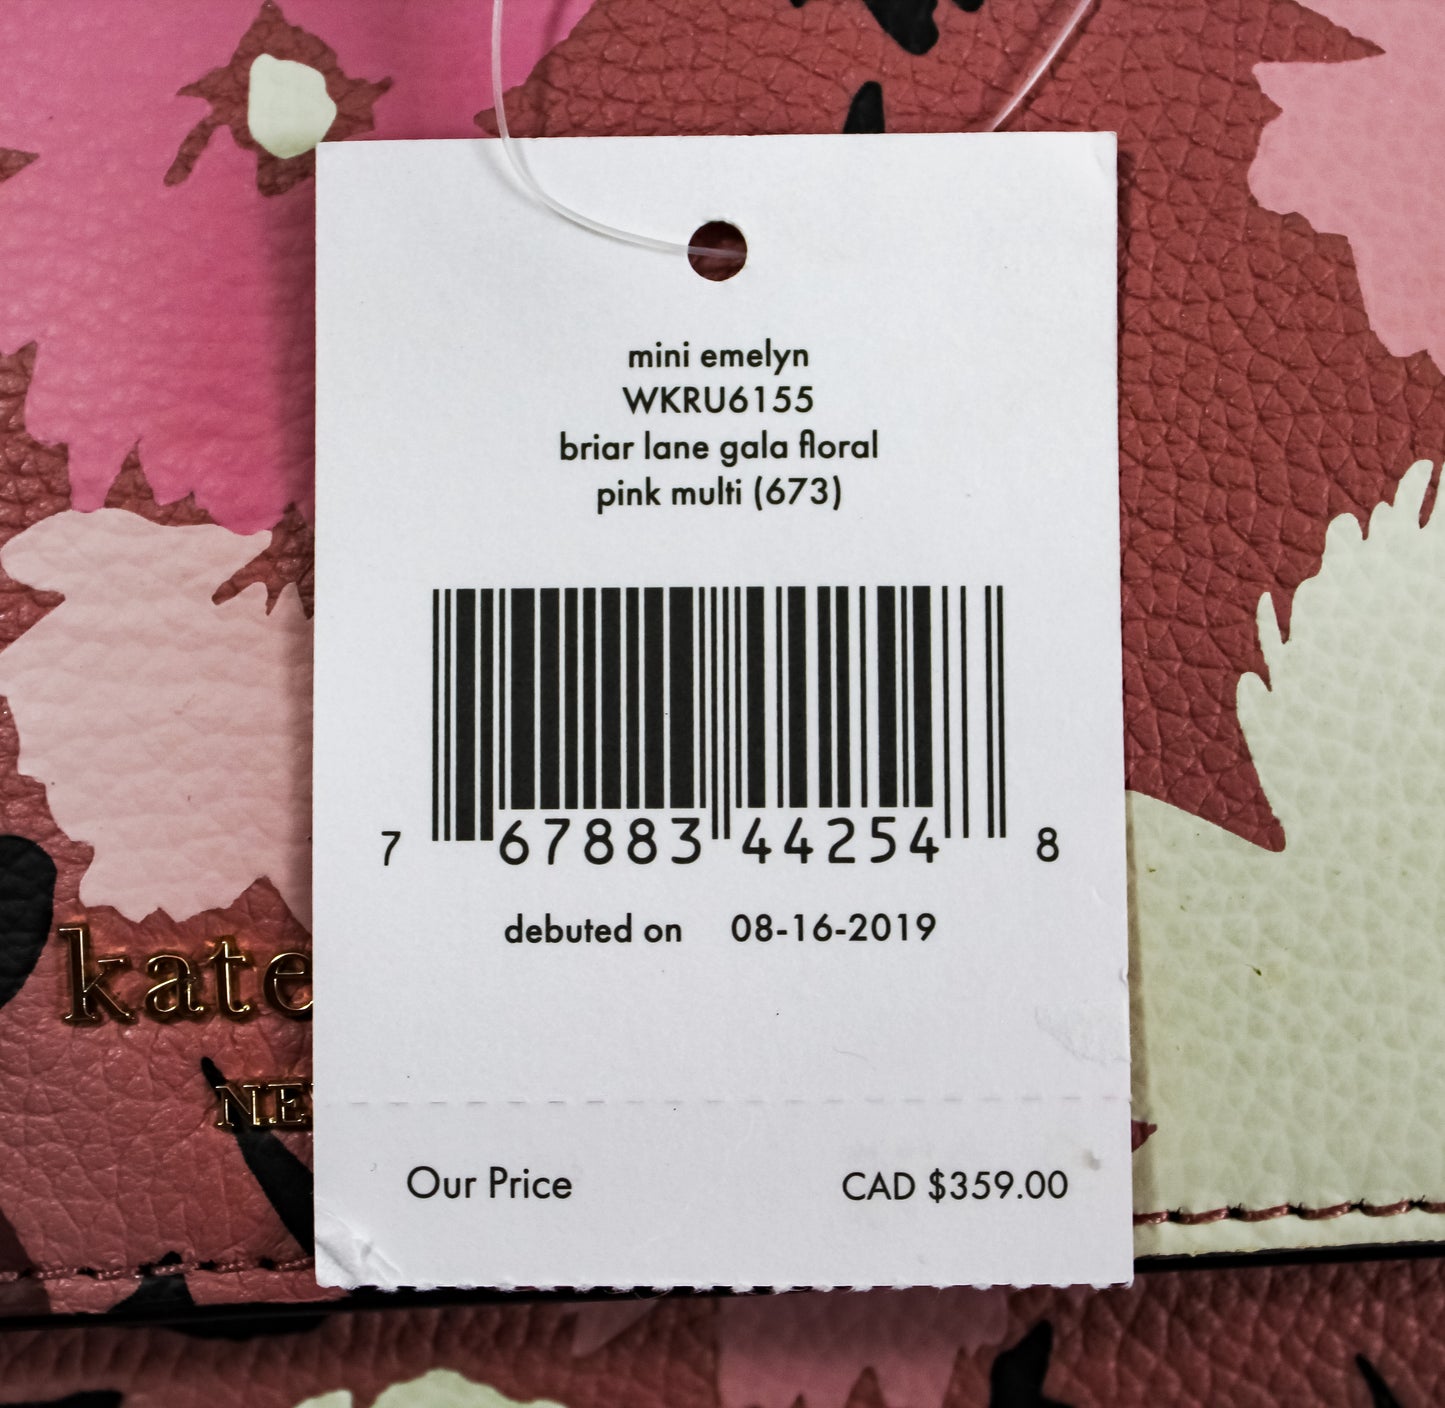 mini emelyn
WKRU6155
briar lane gala floral
pink multi (673)
7 67883 44254 8
debuted on 08-16-2019
kate
NE
Our Price CAD $359.00